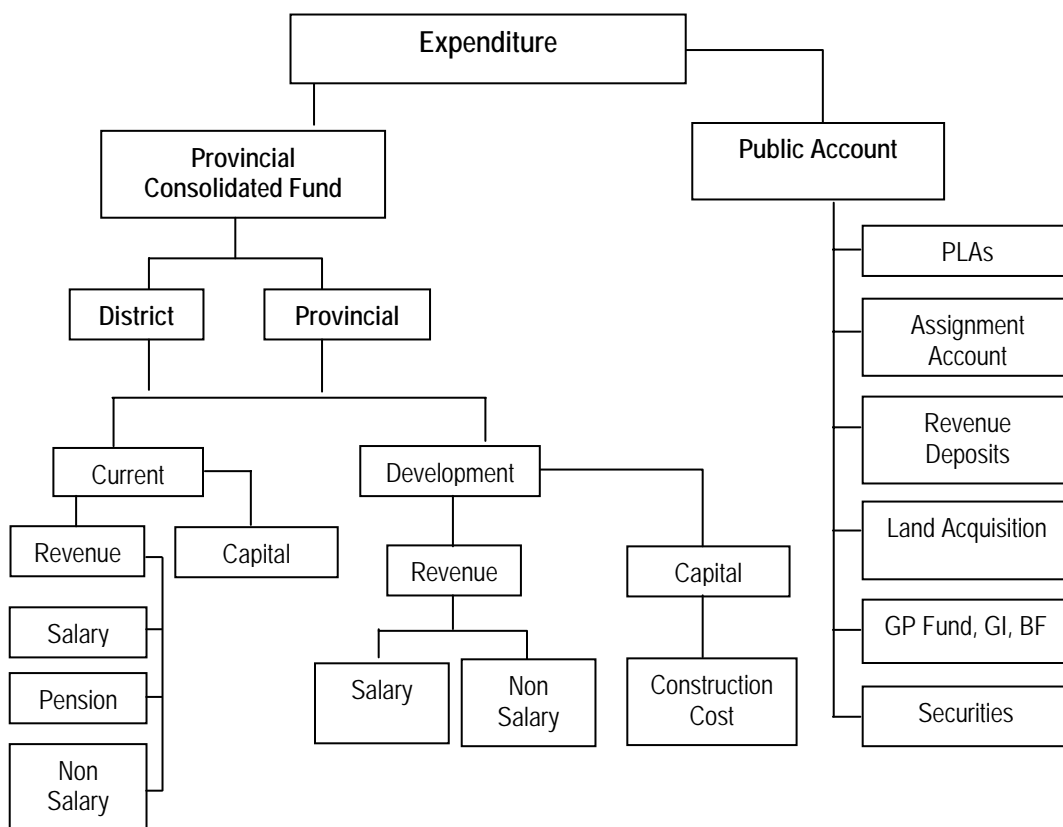 Expenditure
Provincial
Consolidated Fund
Public Account
PLAs
District
Provincial
Assignment
Account
Revenue
Deposits
Current
Development
Land Acquisition
Revenue
Capital
Revenue
Capital
GP Fund, GI, BF
Salary
Salary
Non
Salary
Construction
Cost
Pension
Securities
Non
Salary